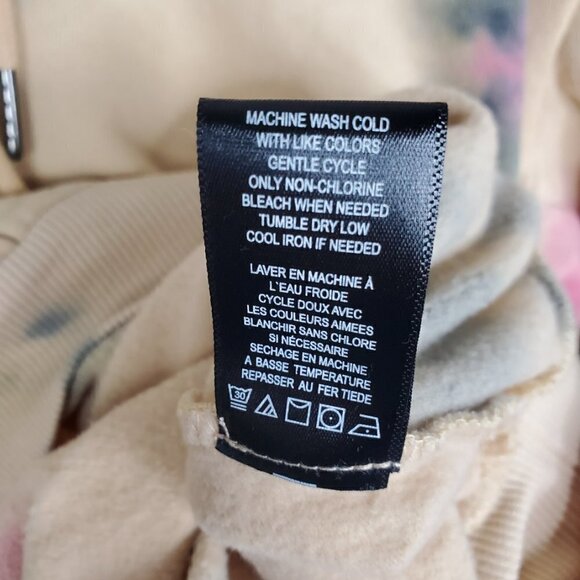 MACHINE WASH COLD
WITH LIKE COLORS
GENTLE CYCLE
ONLY NON-CHLORINE
BLEACH WHEN NEEDED
TUMBLE DRY LOW
COOL IRON IF NEEDED
LAVER EN MACHINE À
L`EAU FROIDE
CYCLE DOUX AVEC
LES COULEURS AIMEES
BLANCHIR SANS CHLORE
SI NÉCESSAIRE
SECHAGE EN MACHINE
A BASSE TEMPERATURE
REPASSER AU FER TIEDE
30